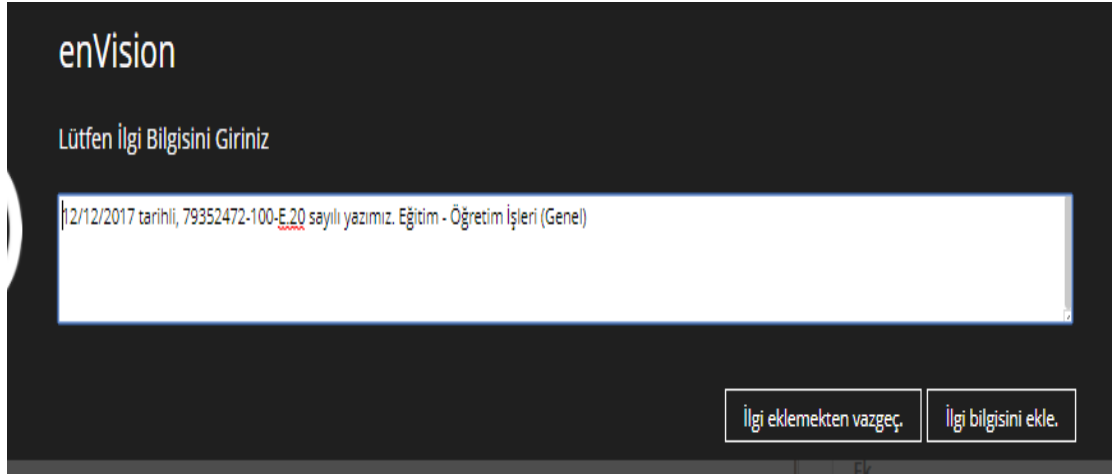 enVision
Lütfen İlgi Bilgisini Giriniz
12/12/2017 tarihli, 79352472-100-E.20 sayılı yazımız. Eğitim - Öğretim İşleri (Genel)
İlgi eklemekten vazgeç. İlgi bilgisini ekle.
Ek